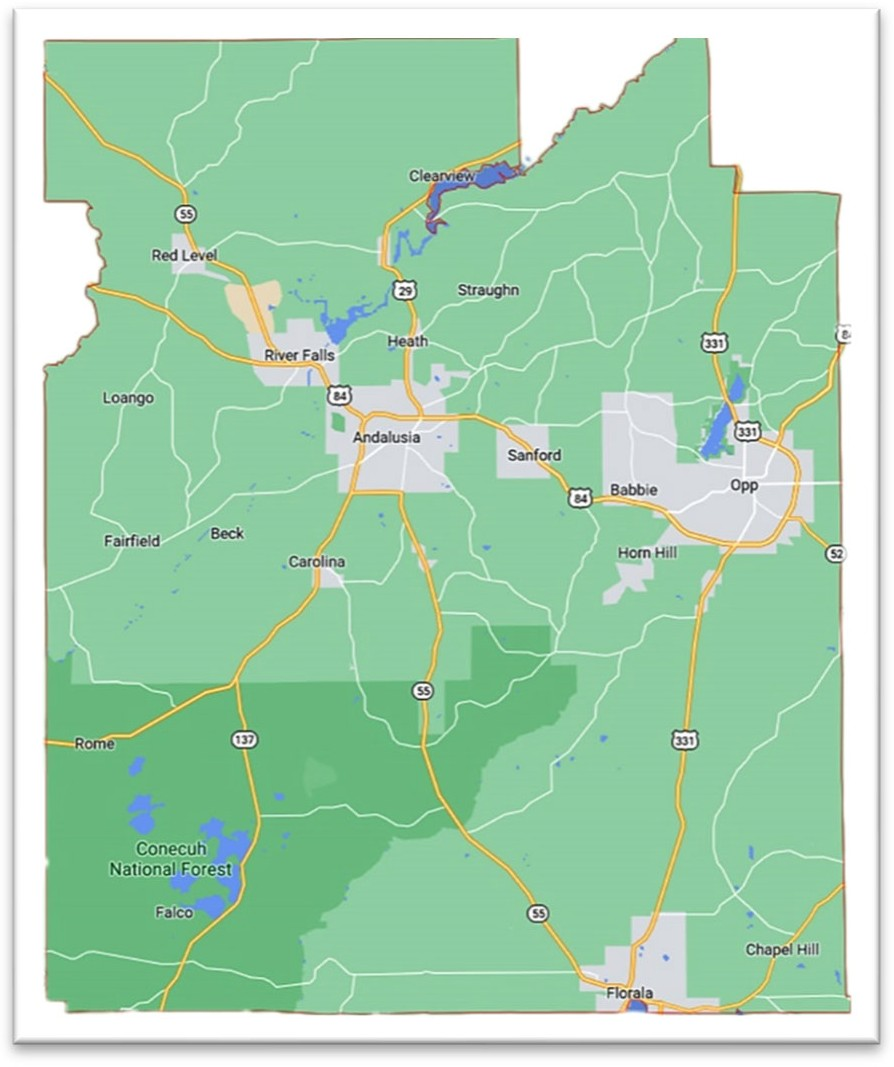 Clearview
55
Red Level
29
Straughn
331
8
Heath
River Falls
84
Loango
Andalusia
331
Sanford
Opp
Babbie
84
Beck
Fairfield
Horn Hill
52
Carolina
55
137
331
Rome
Conecuh
National Forest
Falco
55
Chapel Hill
Florala